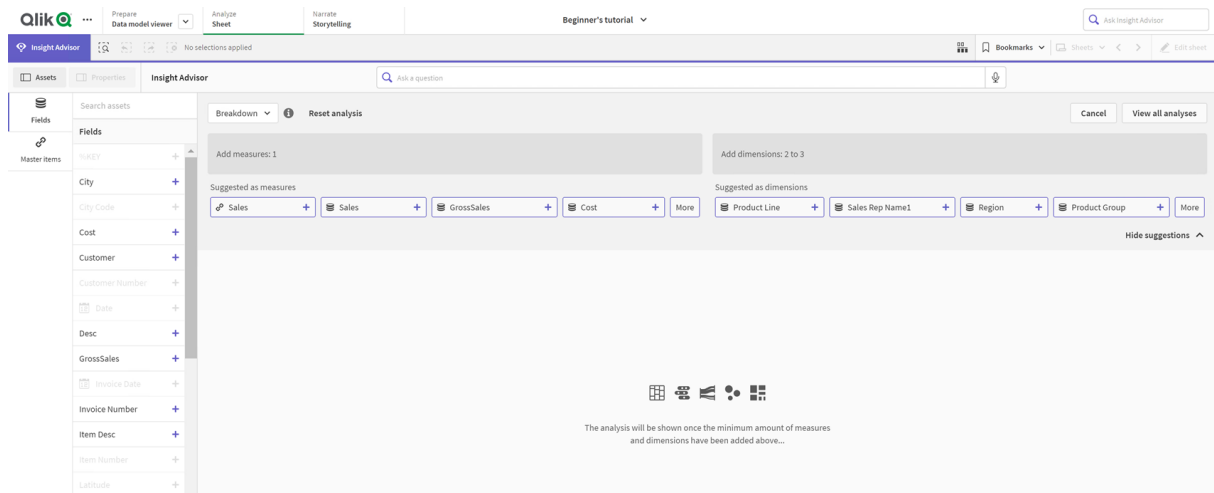 Qlik
Prepare
Data model viewer
Analyze
Sheet
Narrate
Storytelling
Beginner's tutorial
Ask Insight Advisor
Insight Advisor
No selections applied
Bookmarks
Sheets
Edit sheet
Assets
Properties
Insight Advisor
Ask a question
Fields
Master items
Search assets
Fields
%KEY
City
City Code
Cost
Customer
Customer Number
Date
Desc
GrossSales
Invoice Date
Invoice Number
Item Desc
Item Number
Latitude
Breakdown
Reset analysis
Cancel
View all analyses
Add measures: 1
Add dimensions: 2 to 3
Suggested as measures
Sales
Sales
GrossSales
Cost
More
Suggested as dimensions
Product Line
Sales Rep Name1
Region
Product Group
More
Hide suggestions
The analysis will be shown once the minimum amount of measures
and dimensions have been added above...